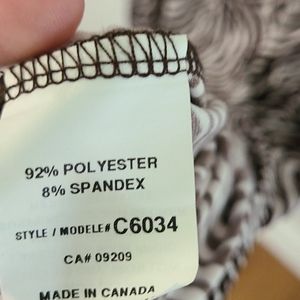 92% POLYESTER
8% SPANDEX
STYLE / MODELE# C6034
CA# 09209
MADE IN CANADA